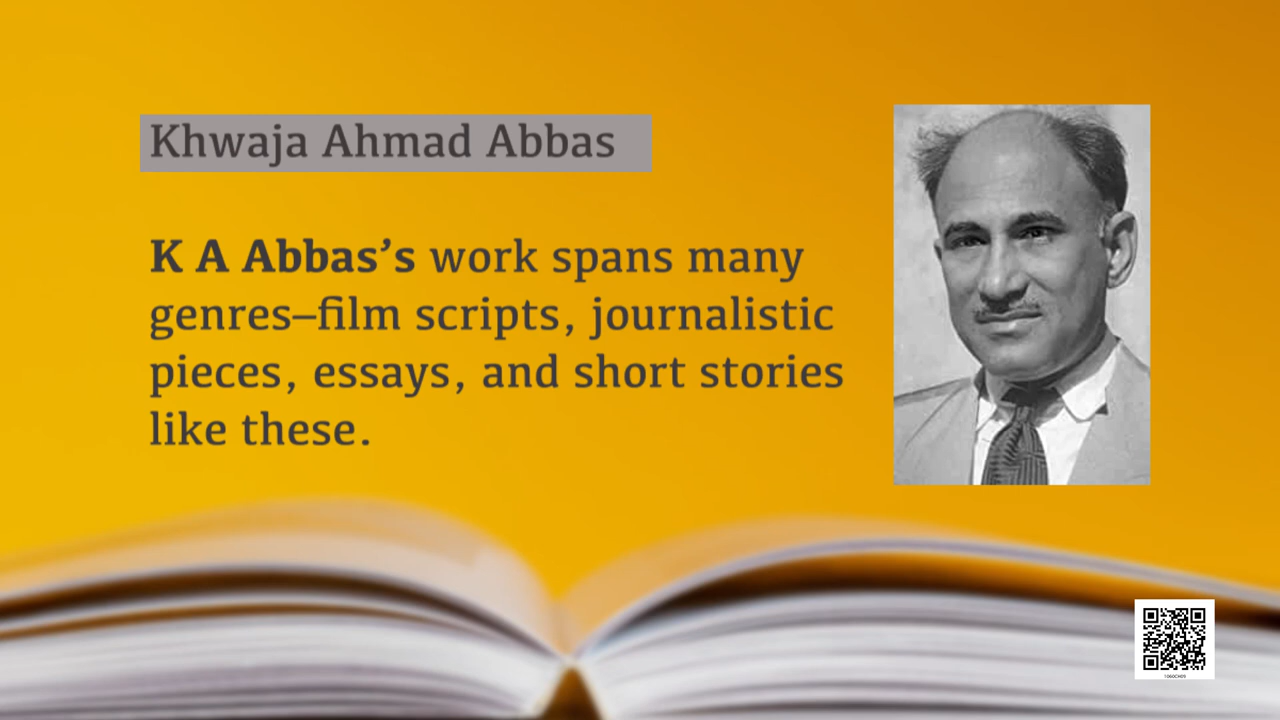 Khwaja Ahmad Abbas
K A Abbas’s work spans many
genres–film scripts, journalistic
pieces, essays, and short stories
like these.